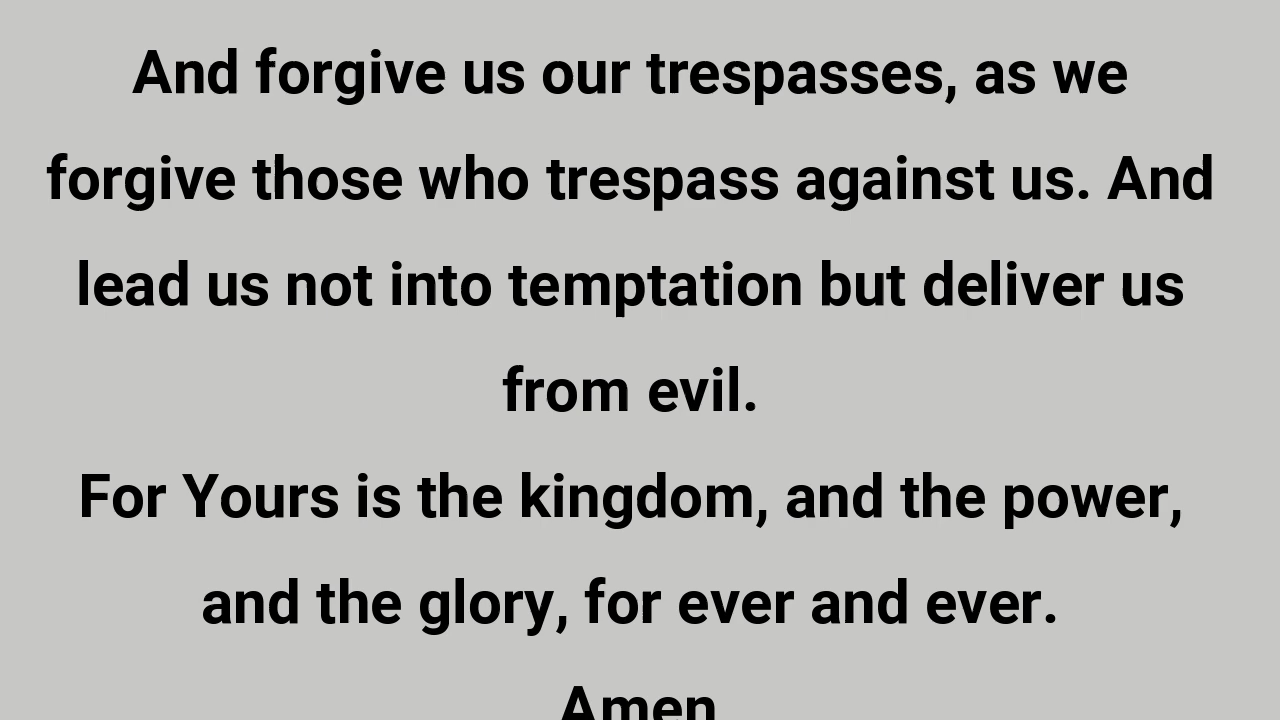 And forgive us our trespasses, as we
forgive those who trespass against us. And
lead us not into temptation but deliver us
from evil.
For Yours is the kingdom, and the power,
and the glory, for ever and ever.
Amen